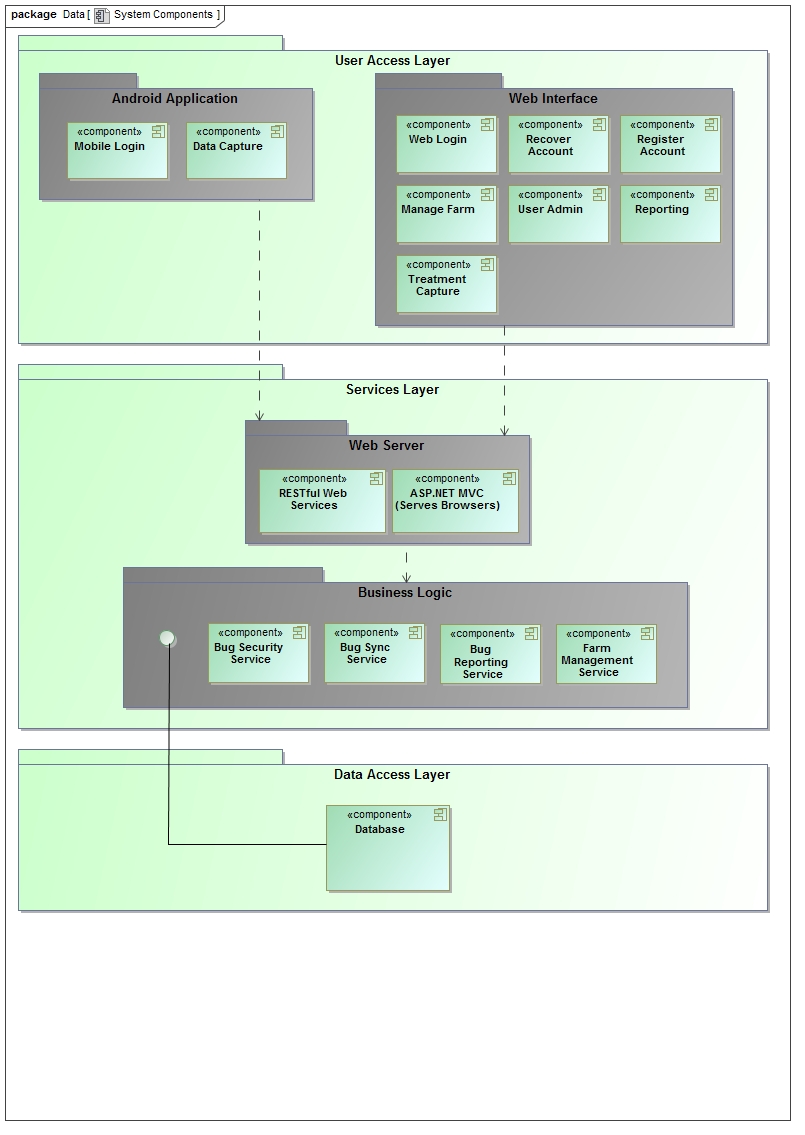 package Data [ System Components ]
User Access Layer
Android Application
«component»
Mobile Login
«component»
Data Capture
Web Interface
«component»
Web Login
«component»
Recover
Account
«component»
Register
Account
«component»
Manage Farm
«component»
User Admin
«component»
Reporting
«component»
Treatment
Capture
Services Layer
Web Server
«component»
RESTful Web
Services
«component»
ASP.NET MVC
(Serves Browsers)
Business Logic
«component»
Bug Security
Service
«component»
Bug Sync
Service
«component»
Bug
Reporting
Service
«component»
Farm
Management
Service
Data Access Layer
«component»
Database